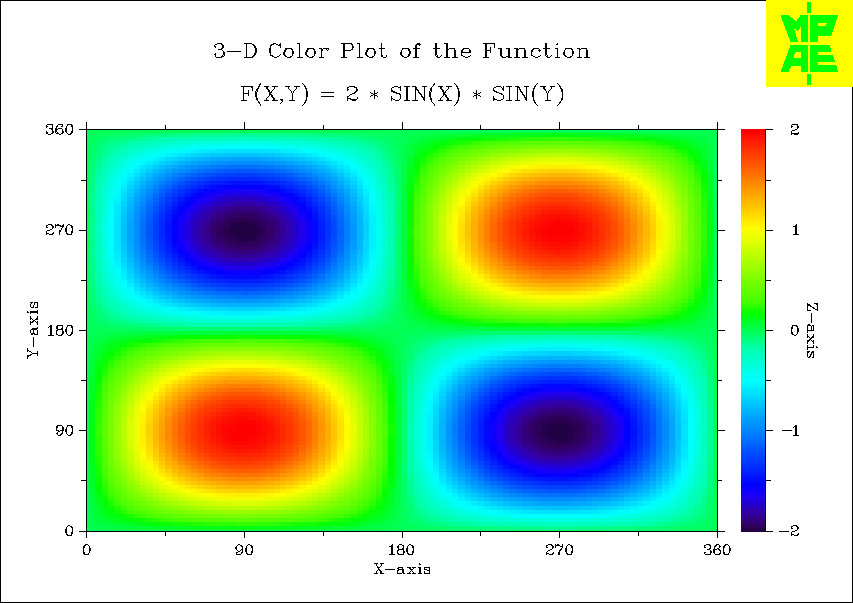 MP
AE
3-D Color Plot of the Function
F(X,Y) = 2 * SIN(X) * SIN(Y)
360
270
180
90
0
Y-axis
0 90 180 270 360
X-axis
2
1
0
-1
-2
Z-axis